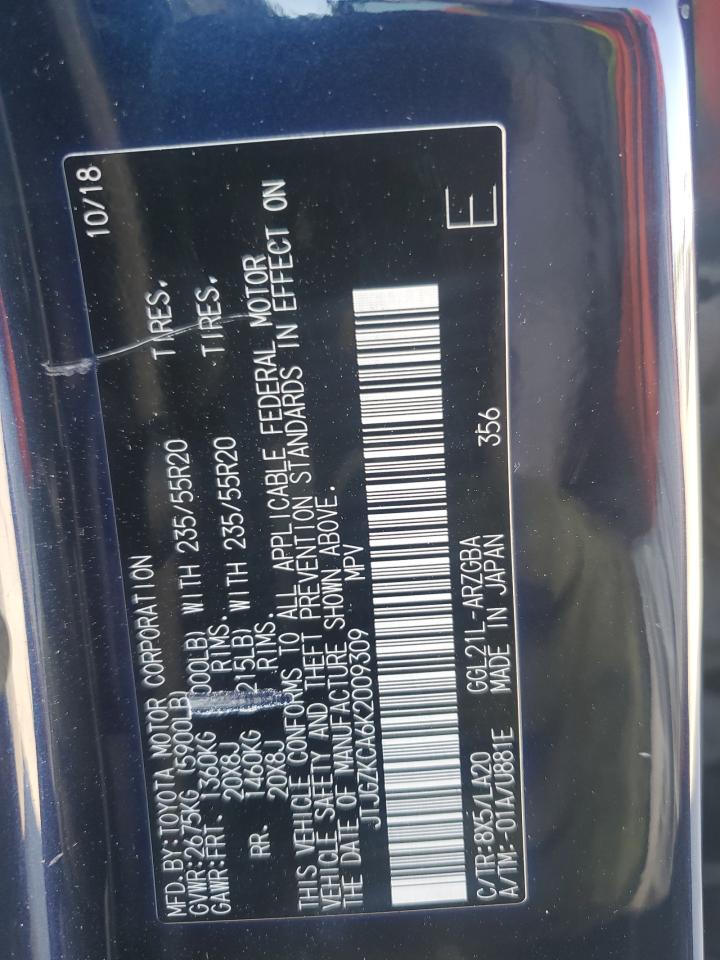 MFD.BY:TOYOTA MOTOR CORPORATION 10/18
GVWR:2675KG (5900LB)
GAWR:FRT. 1360KG 000LB) WITH 235/55R20 TIRES,
20X8J RIMS.
RR. 1460KG 215LB) WITH 235/55R20 TIRES,
20X8J RIMS.
THIS VEHICLE CONFORMS TO ALL APPLICABLE FEDERAL MOTOR
VEHICLE SAFETY AND THEFT PREVENTION STANDARDS IN EFFECT ON
THE DATE OF MANUFACTURE SHOWN ABOVE.
JTJGZKCA6K2009309 MPV
C/TR:8X5/LA20 GGL21L-ARZGBA
A/TM:-01A/U881E MADE IN JAPAN 356 E